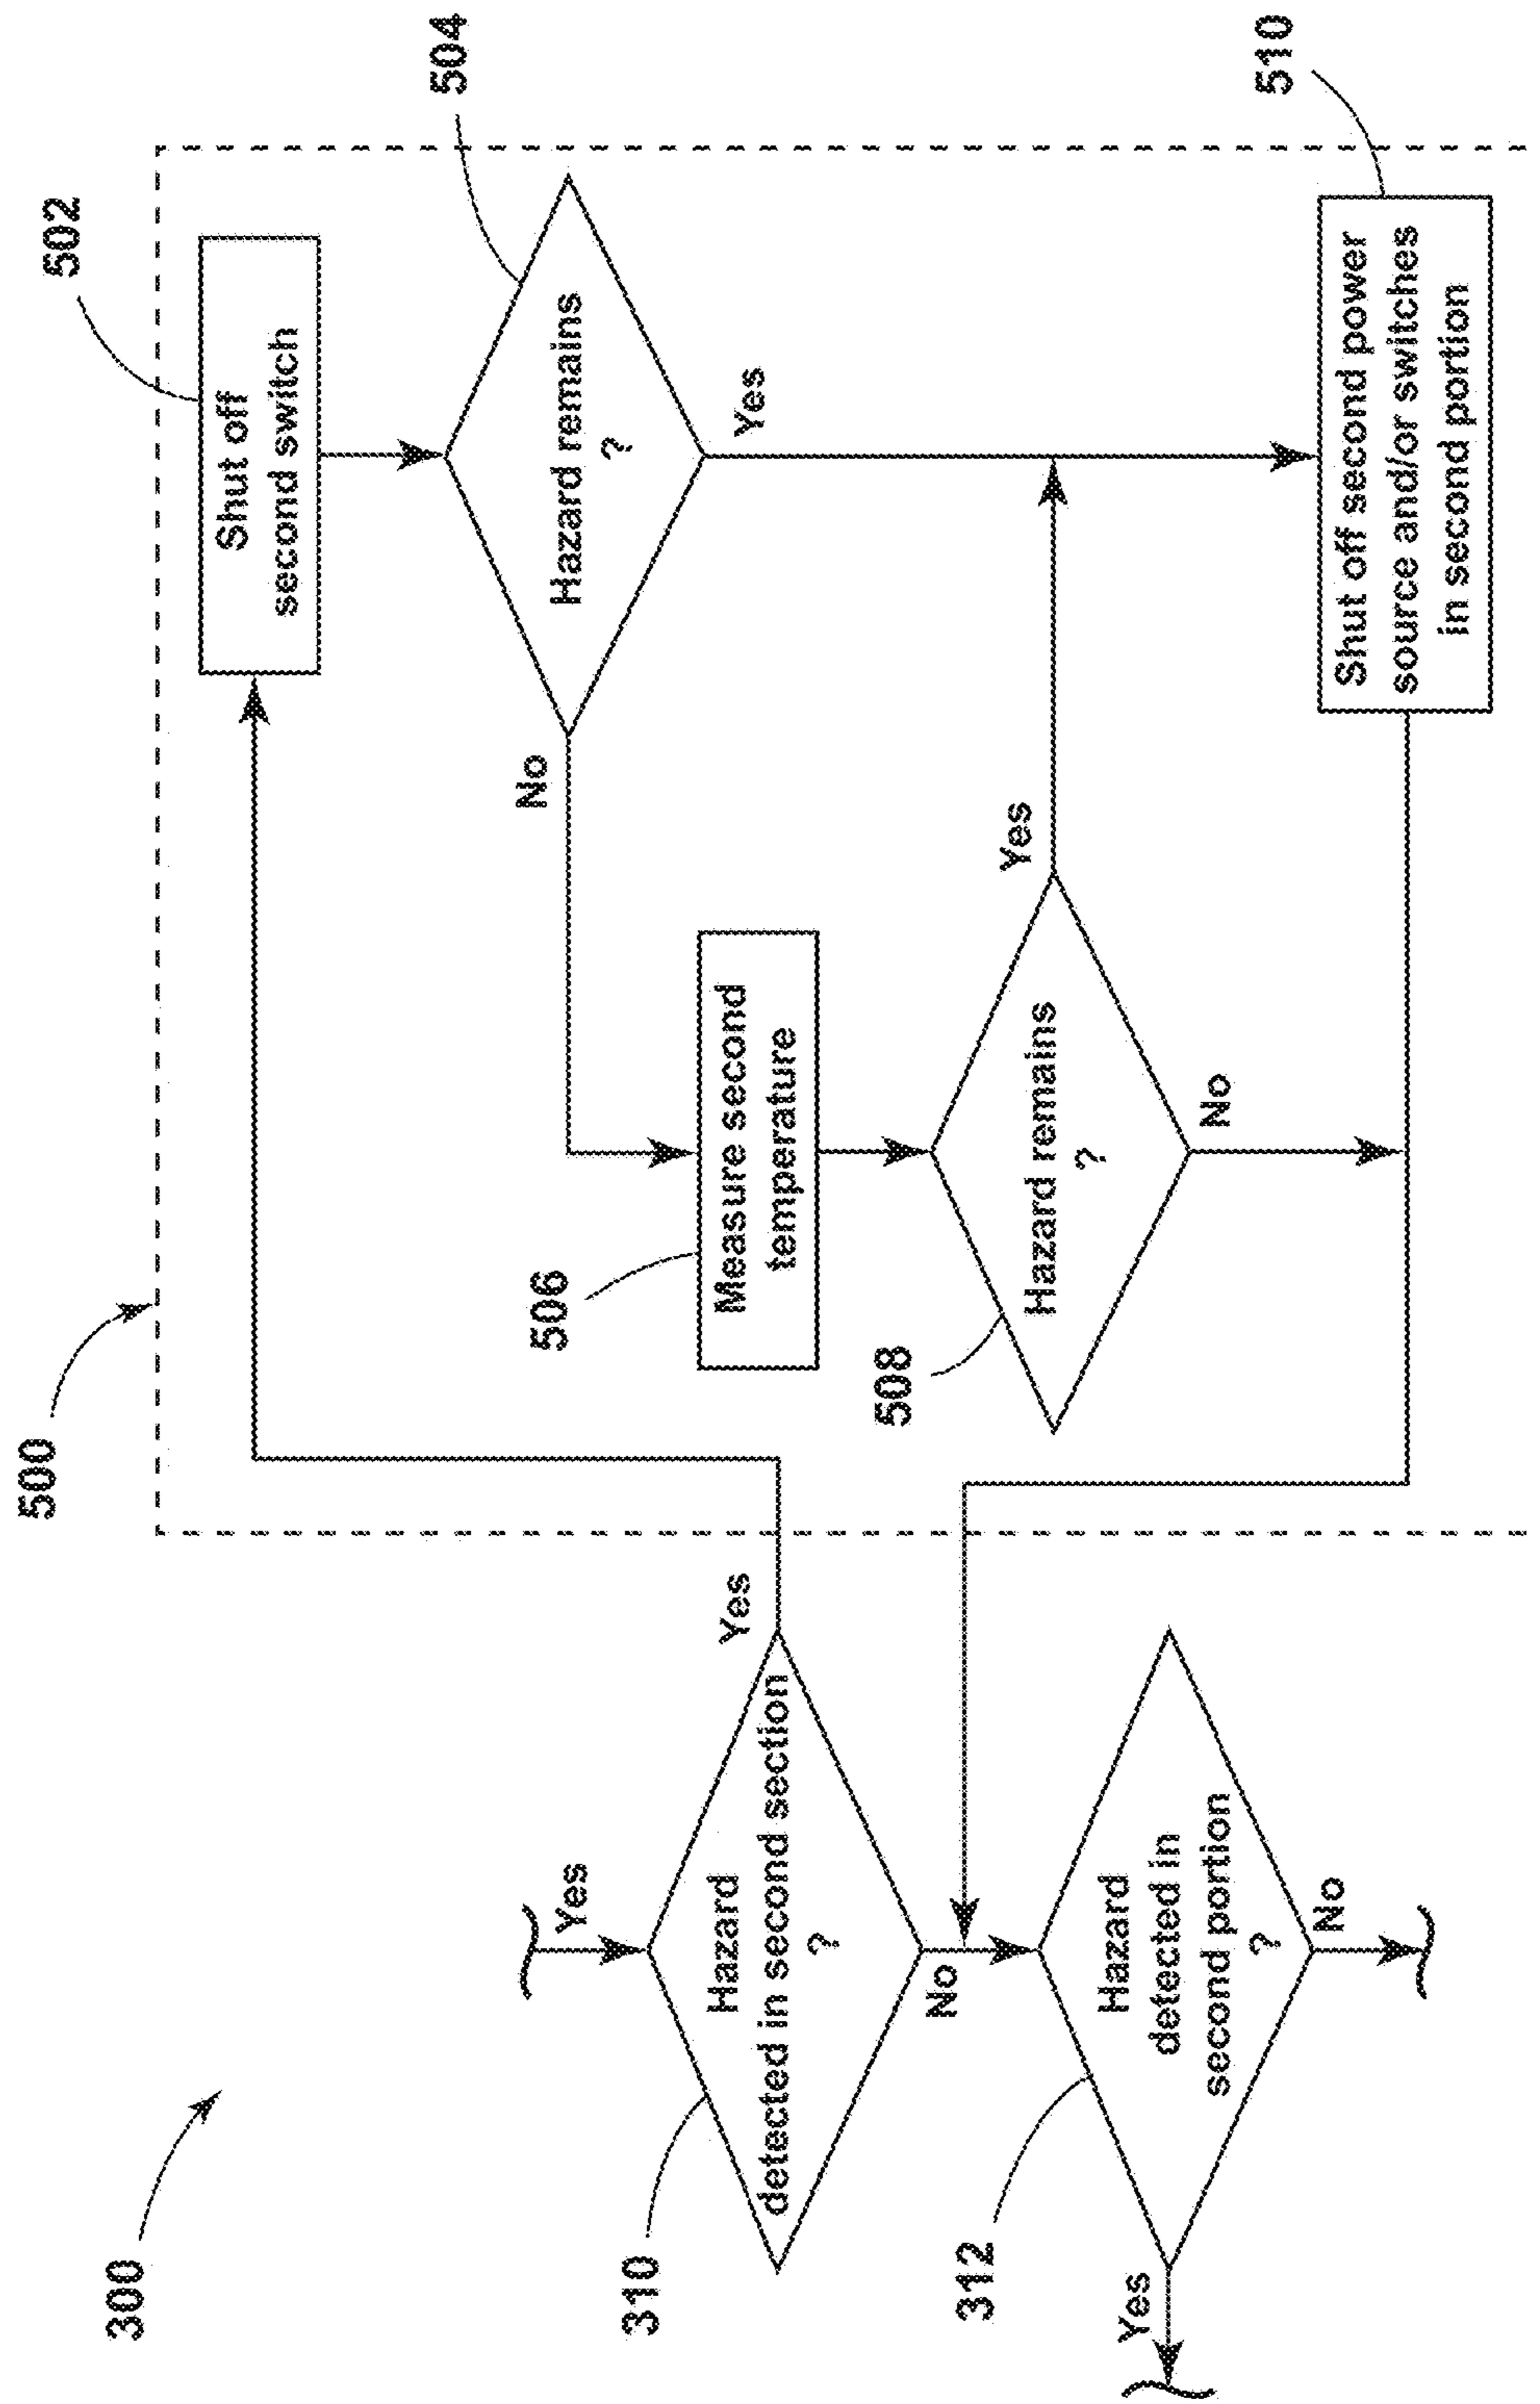 300
500
502
Shut off
second switch
504
Hazard remains
?
No
Yes
506
Measure second
temperature
508
Hazard remains
?
Yes
No
510
Shut off second power
source and/or switches
in second portion
Yes
310
Hazard
detected in second section
?
Yes
No
312
Hazard
detected in
second portion
?
Yes
No